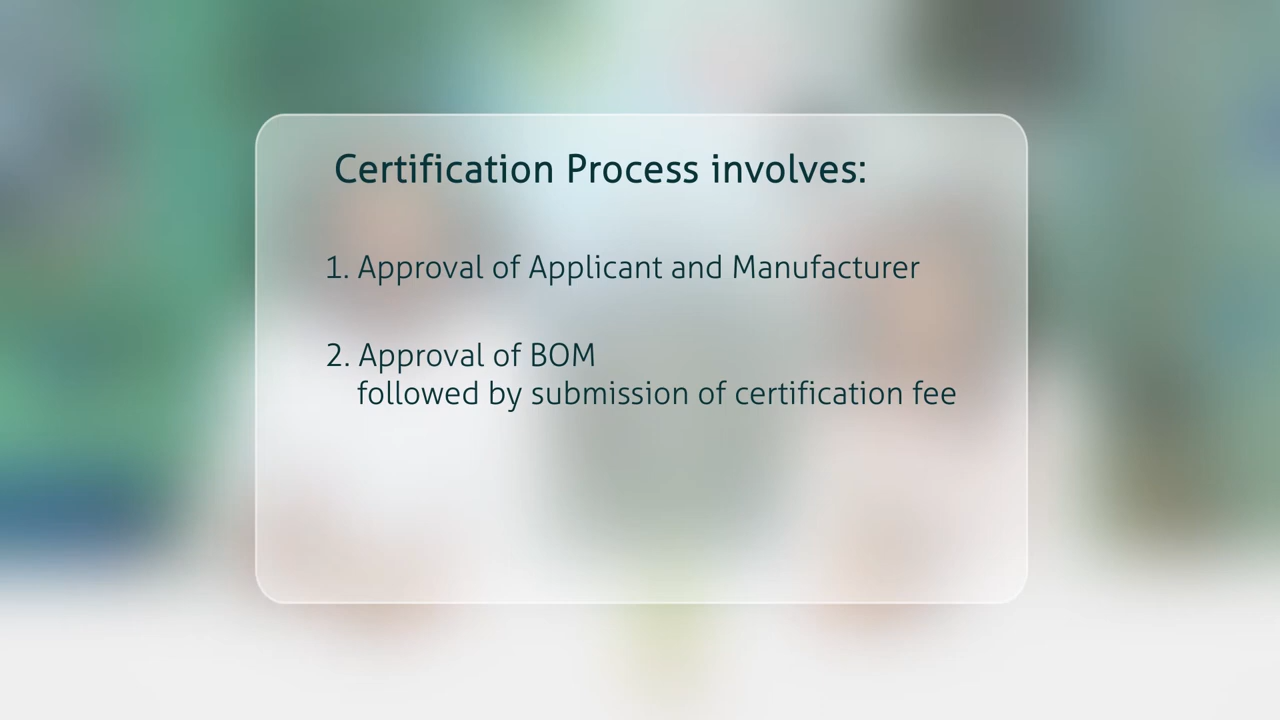 Certification Process involves:
1. Approval of Applicant and Manufacturer
2. Approval of BOM
followed by submission of certification fee